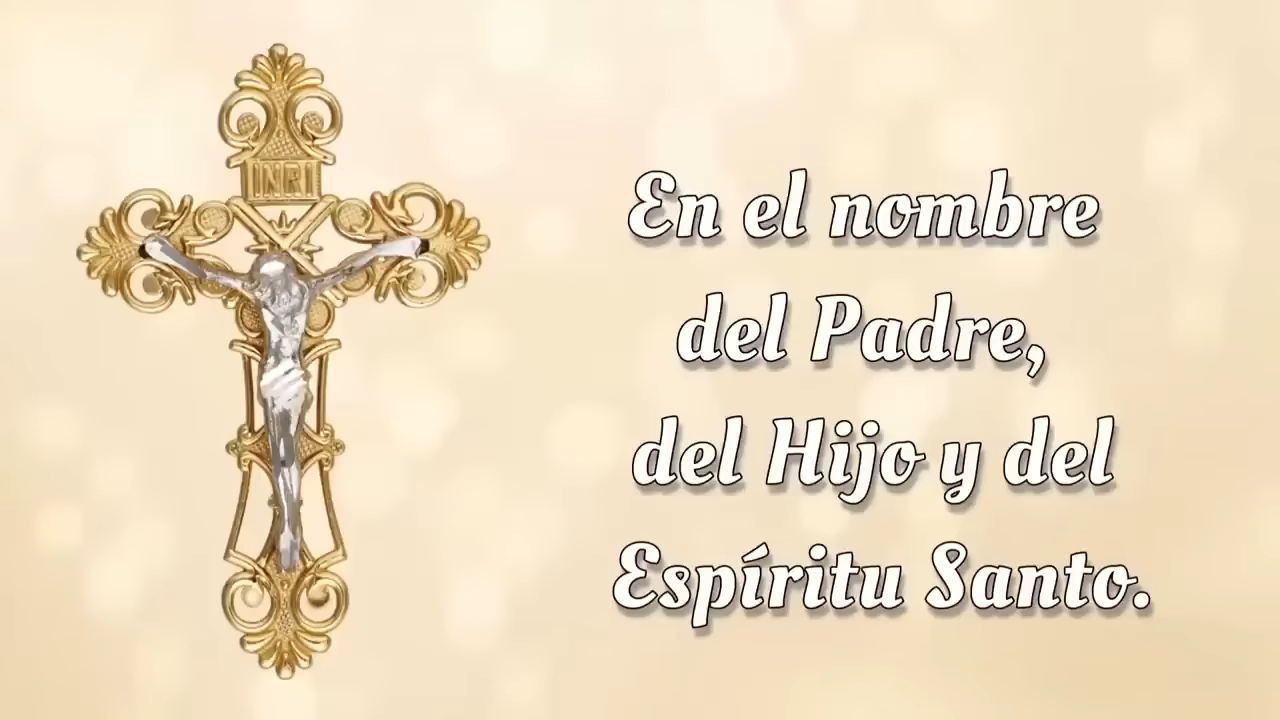 INRI
En el nombre
del Padre,
del Hijo y del
Espíritu Santo.